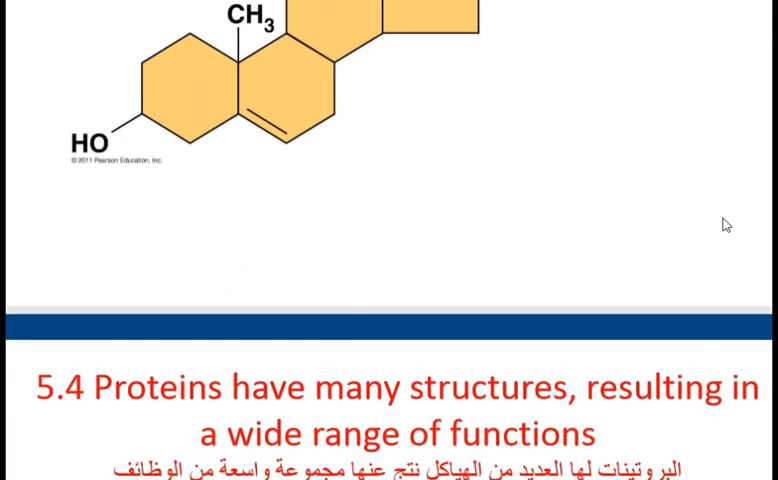 CH3
HO
© 2011 Pearson Education, Inc.
5.4 Proteins have many structures, resulting in
a wide range of functions
البروتينات لها العديد من الهياكل نتج عنها مجموعة واسعة من الوظائف